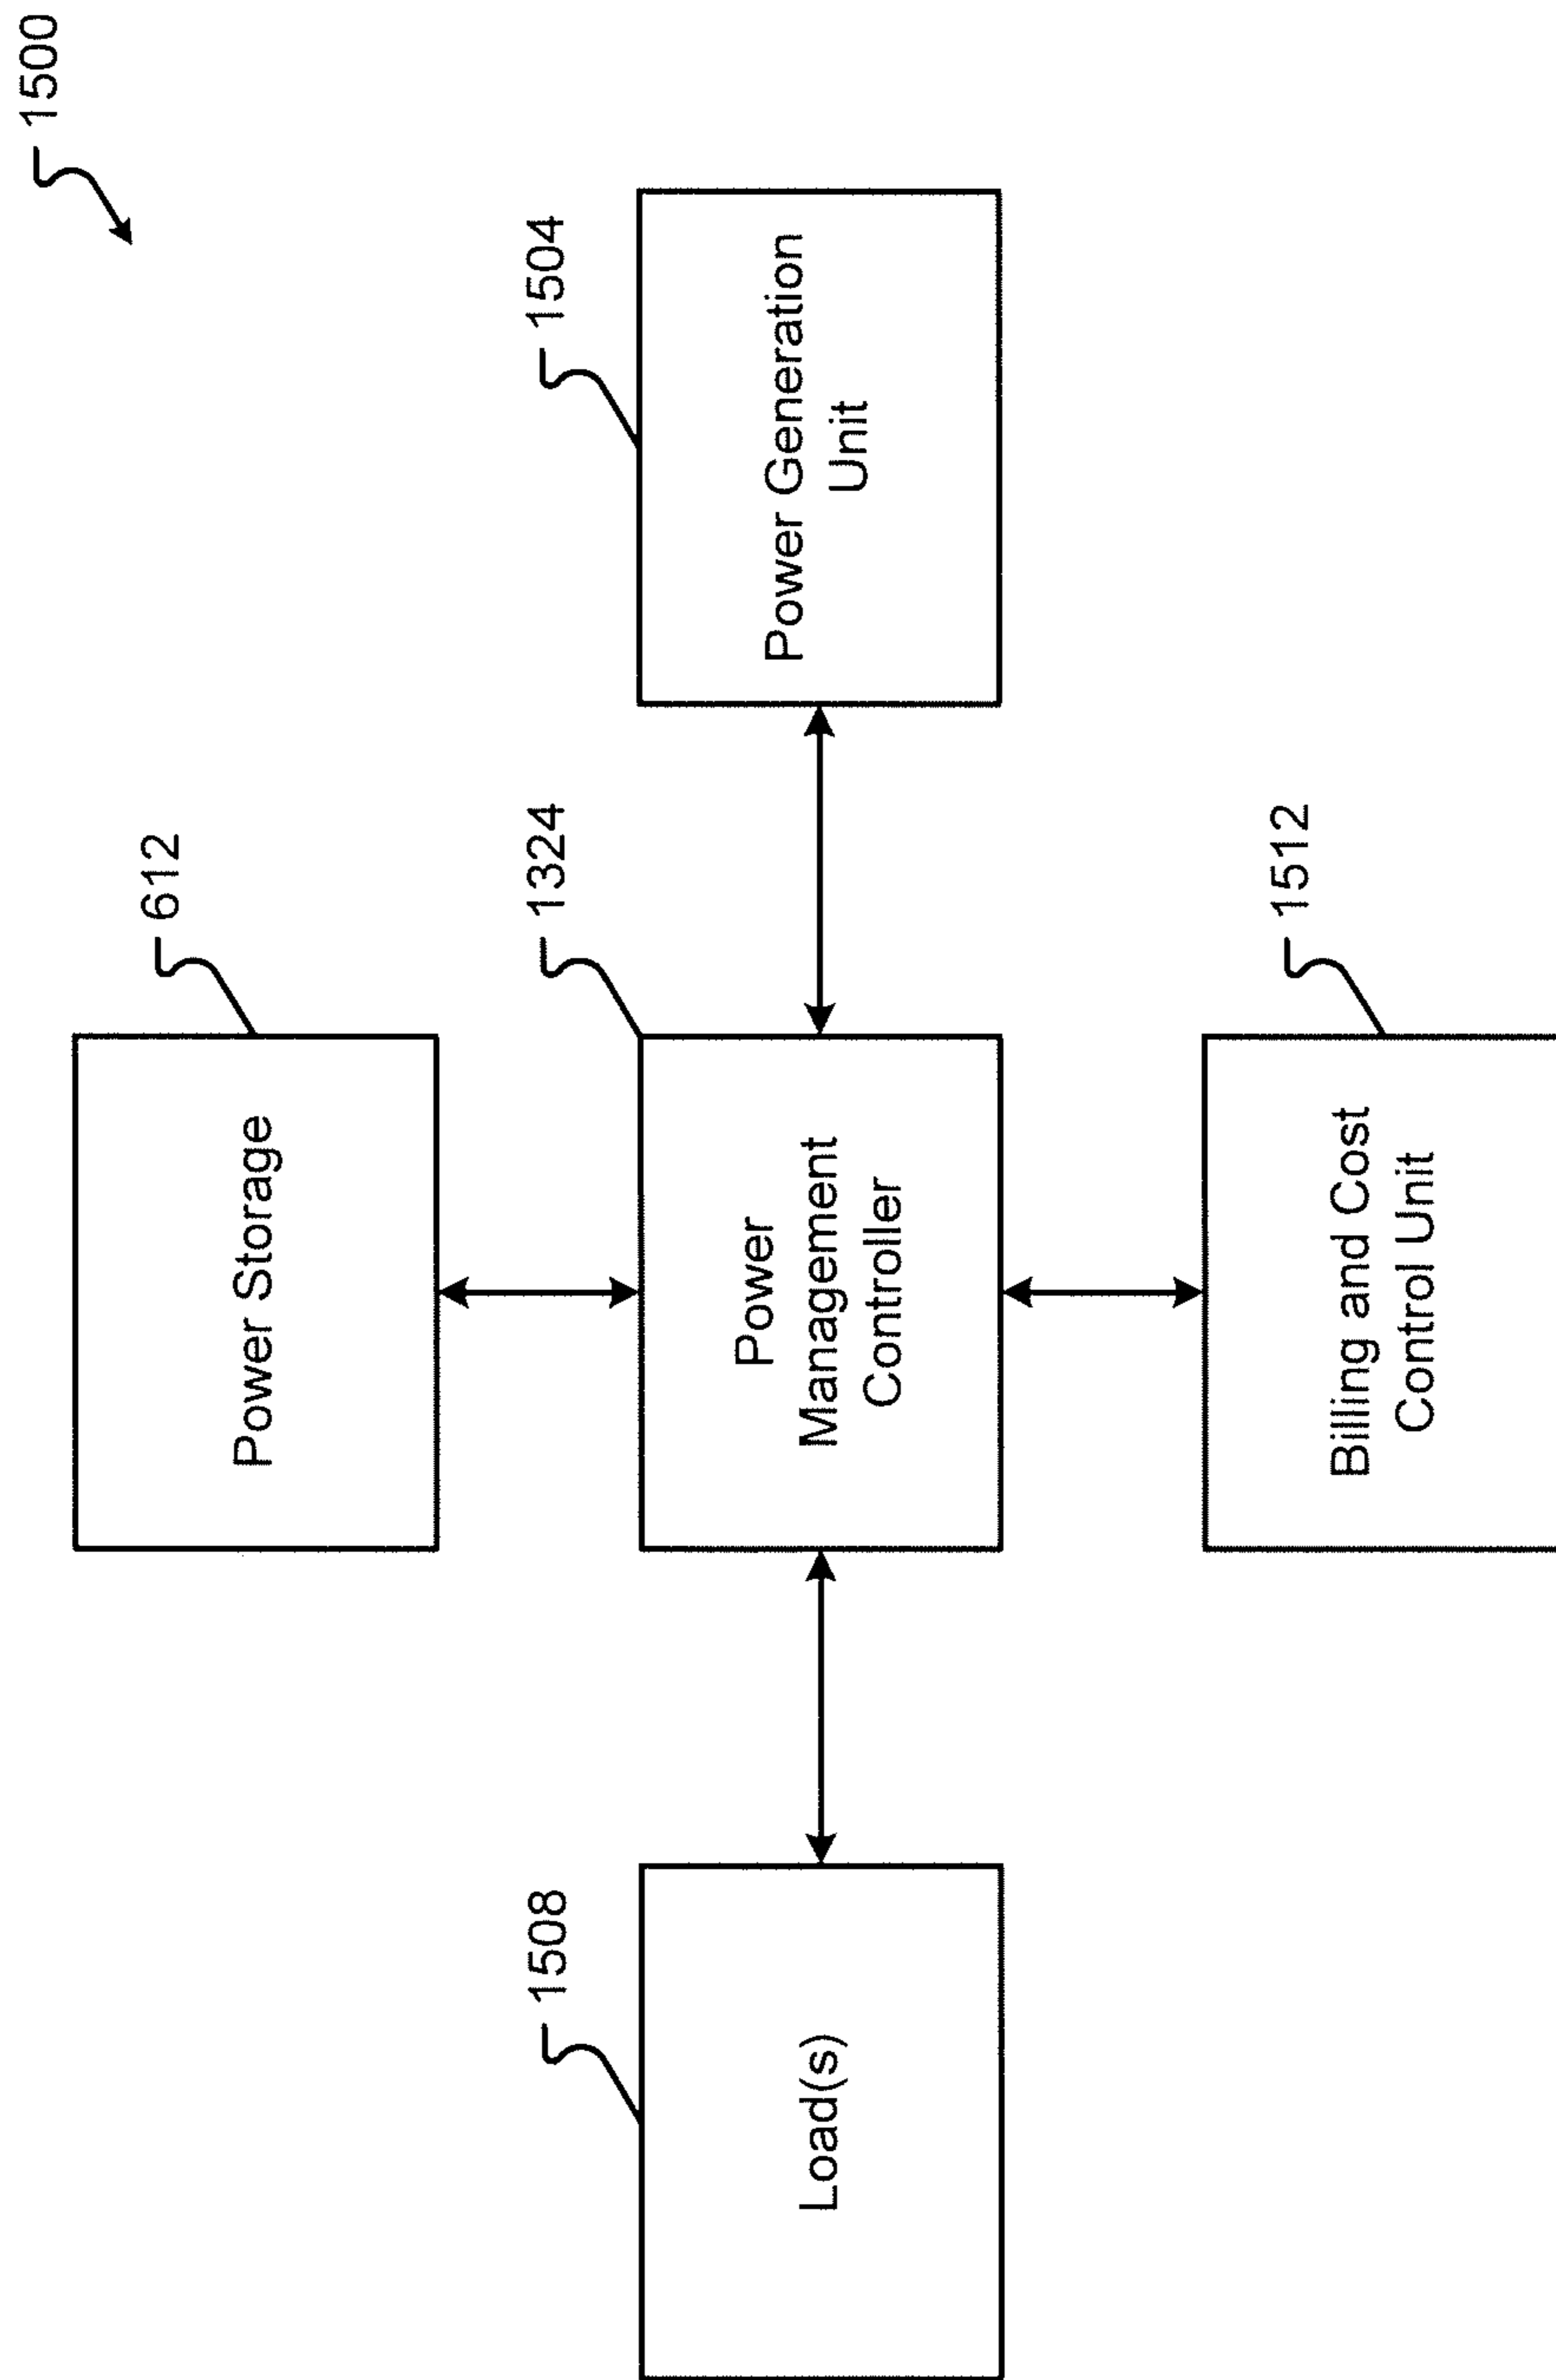 1500
612
Power Storage
1508
Load(s)
1324
Power
Management
Controller
1504
Power Generation
Unit
1512
Billing and Cost
Control Unit